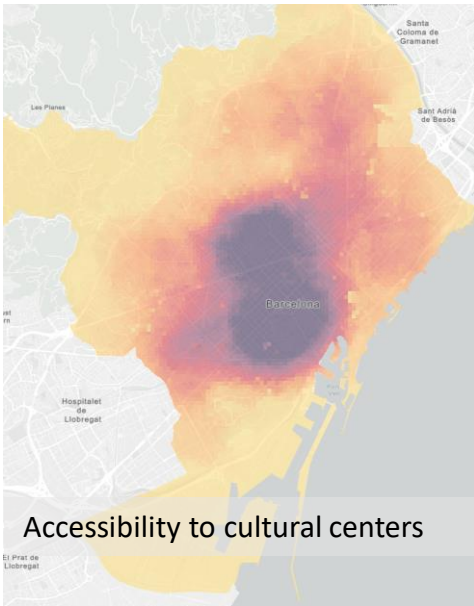 Santa
Coloma de
Gramanet
Las Planes
Sant Adrià
de Besòs
Barcelona
Hospitalet
de
Llobregat
Accessibility to cultural centers
El Prat de
Llobregat